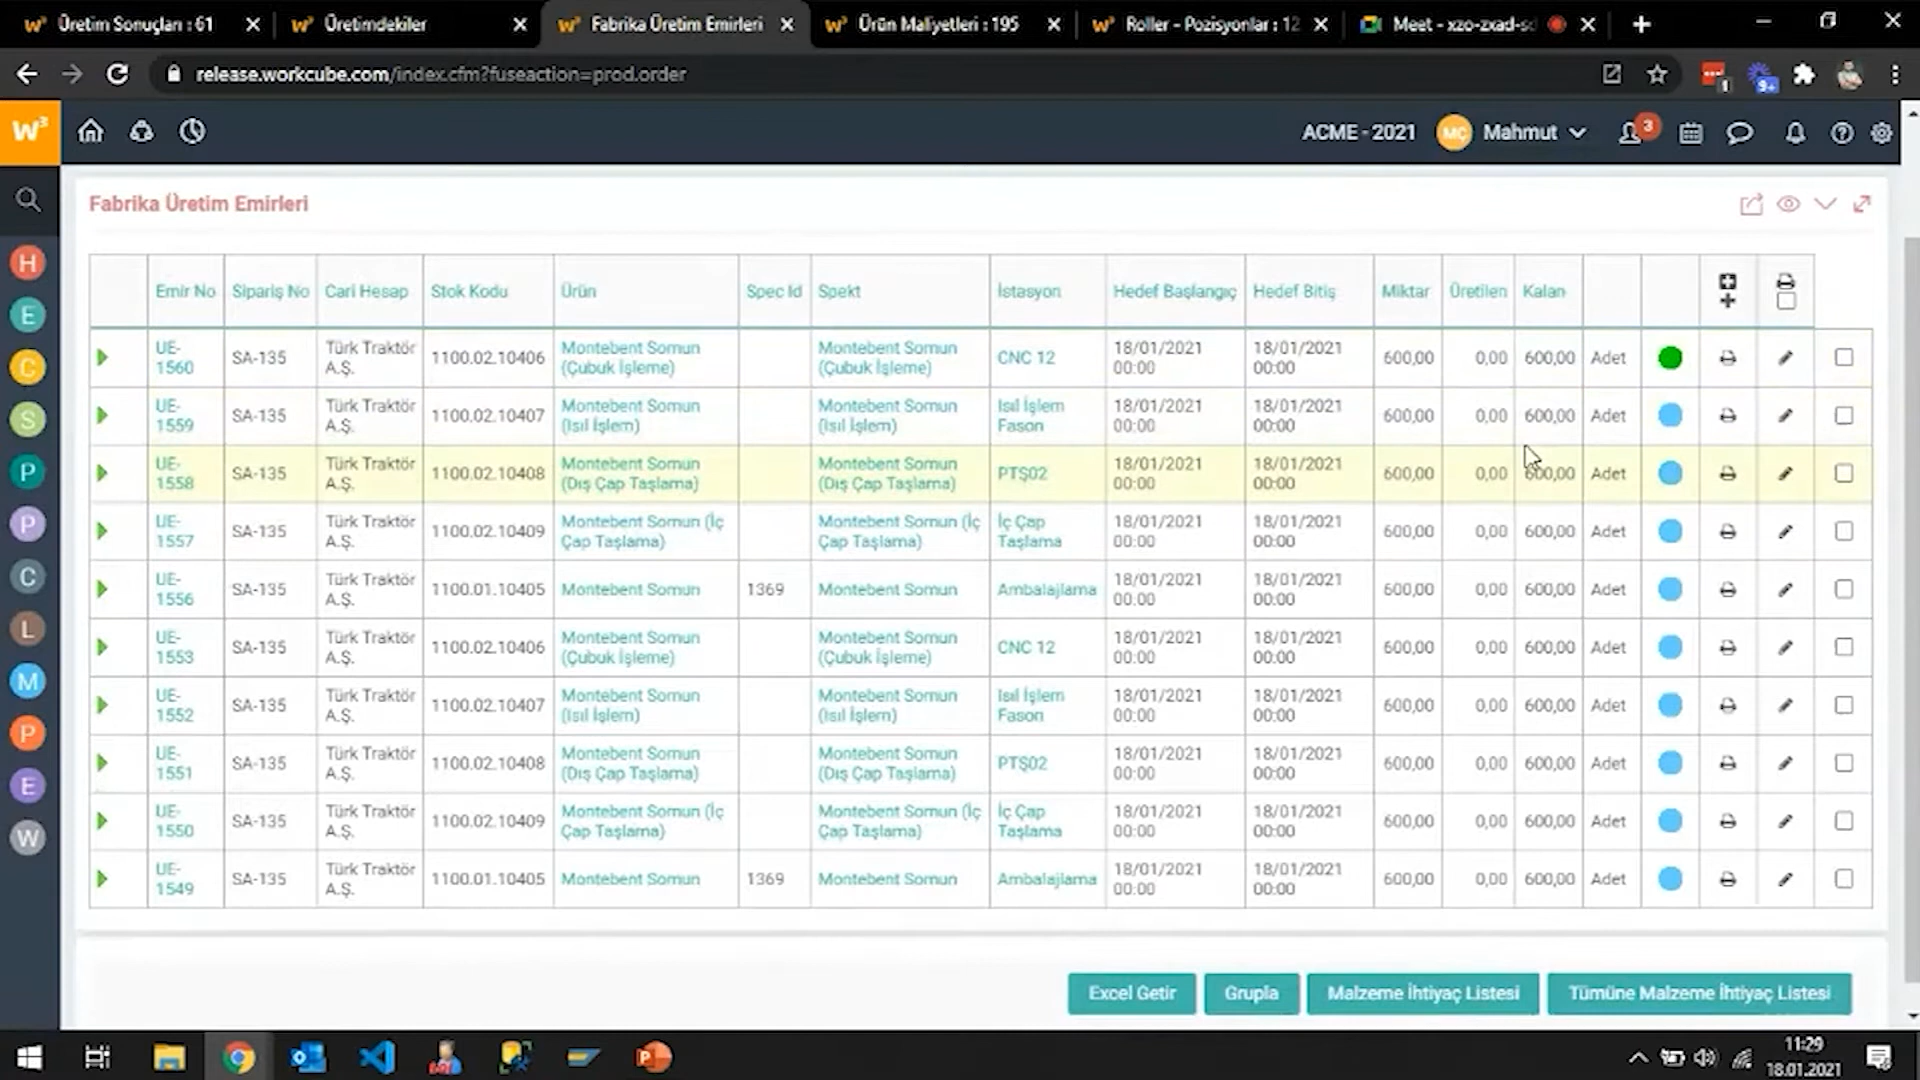 Üretim Sonuçları : 61
Üretimdekiler
Fabrika Üretim Emirleri
Ürün Maliyetleri : 195
Roller - Pozisyonlar : 12
Meet - xzo-zxad-sc
release.workcube.com/index.cfm?fuseaction=prod.order
1
9+
W³
ACME - 2021
MÇ
Mahmut
3
H
E
C
S
P
P
C
L
M
P
E
W
Fabrika Üretim Emirleri
Emir No Sipariş No Cari Hesap Stok Kodu Ürün Spec Id Spekt İstasyon Hedef Başlangıç Hedef Bitiş Miktar Üretilen Kalan
UE-1560 SA-135 Türk Traktör A.Ş. 1100.02.10406 Montebent Somun (Çubuk İşleme) Montebent Somun (Çubuk İşleme) CNC 12 18/01/2021 00:00 18/01/2021 00:00 600,00 0,00 600,00 Adet
UE-1559 SA-135 Türk Traktör A.Ş. 1100.02.10407 Montebent Somun (Isıl İşlem) Montebent Somun (Isıl İşlem) Isıl İşlem Fason 18/01/2021 00:00 18/01/2021 00:00 600,00 0,00 600,00 Adet
UE-1558 SA-135 Türk Traktör A.Ş. 1100.02.10408 Montebent Somun (Dış Çap Taşlama) Montebent Somun (Dış Çap Taşlama) PTŞ02 18/01/2021 00:00 18/01/2021 00:00 600,00 0,00 600,00 Adet
UE-1557 SA-135 Türk Traktör A.Ş. 1100.02.10409 Montebent Somun (İç Çap Taşlama) Montebent Somun (İç Çap Taşlama) İç Çap Taşlama 18/01/2021 00:00 18/01/2021 00:00 600,00 0,00 600,00 Adet
UE-1556 SA-135 Türk Traktör A.Ş. 1100.01.10405 Montebent Somun 1369 Montebent Somun Ambalajlama 18/01/2021 00:00 18/01/2021 00:00 600,00 0,00 600,00 Adet
UE-1553 SA-135 Türk Traktör A.Ş. 1100.02.10406 Montebent Somun (Çubuk İşleme) Montebent Somun (Çubuk İşleme) CNC 12 18/01/2021 00:00 18/01/2021 00:00 600,00 0,00 600,00 Adet
UE-1552 SA-135 Türk Traktör A.Ş. 1100.02.10407 Montebent Somun (Isıl İşlem) Montebent Somun (Isıl İşlem) Isıl İşlem Fason 18/01/2021 00:00 18/01/2021 00:00 600,00 0,00 600,00 Adet
UE-1551 SA-135 Türk Traktör A.Ş. 1100.02.10408 Montebent Somun (Dış Çap Taşlama) Montebent Somun (Dış Çap Taşlama) PTŞ02 18/01/2021 00:00 18/01/2021 00:00 600,00 0,00 600,00 Adet
UE-1550 SA-135 Türk Traktör A.Ş. 1100.02.10409 Montebent Somun (İç Çap Taşlama) Montebent Somun (İç Çap Taşlama) İç Çap Taşlama 18/01/2021 00:00 18/01/2021 00:00 600,00 0,00 600,00 Adet
UE-1549 SA-135 Türk Traktör A.Ş. 1100.01.10405 Montebent Somun 1369 Montebent Somun Ambalajlama 18/01/2021 00:00 18/01/2021 00:00 600,00 0,00 600,00 Adet
Excel Getir
Grupla
Malzeme İhtiyaç Listesi
Tümüne Malzeme İhtiyaç Listesi
11:29
18.01.2021